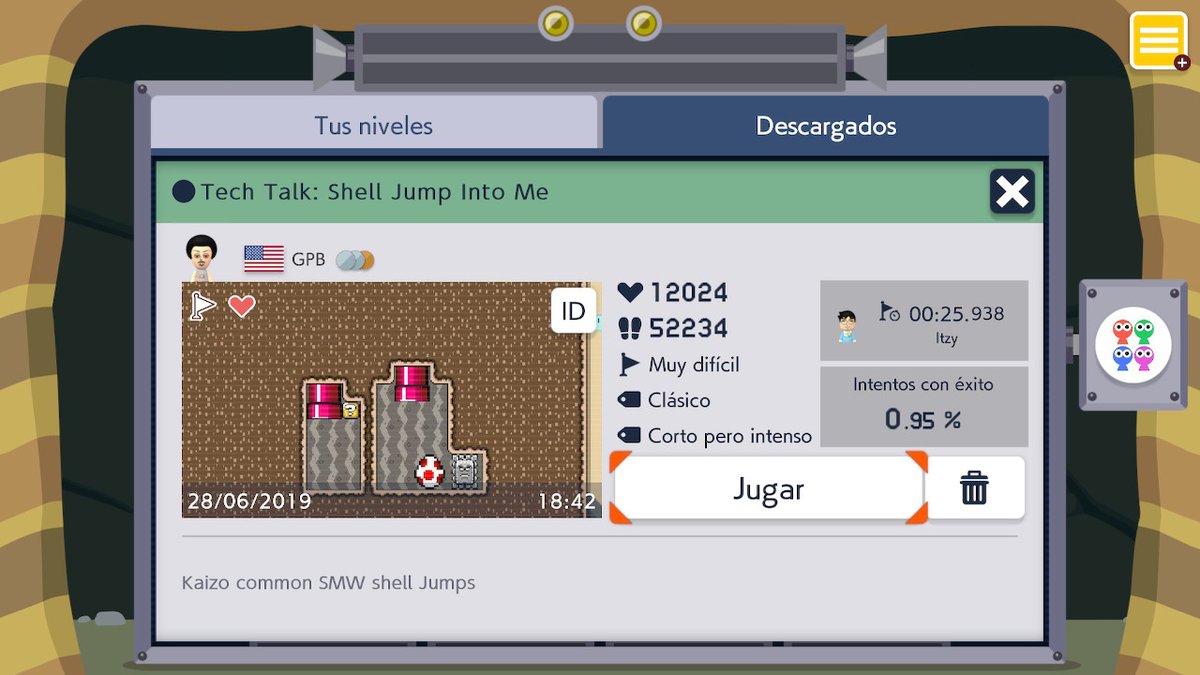 Tus niveles
Descargados
Tech Talk: Shell Jump Into Me
GPB
ID
28/06/2019
18:42
12024
52234
Muy difícil
Clásico
Corto pero intenso
00:25.938
Itzy
Intentos con éxito
0.95 %
Jugar
Kaizo common SMW shell Jumps